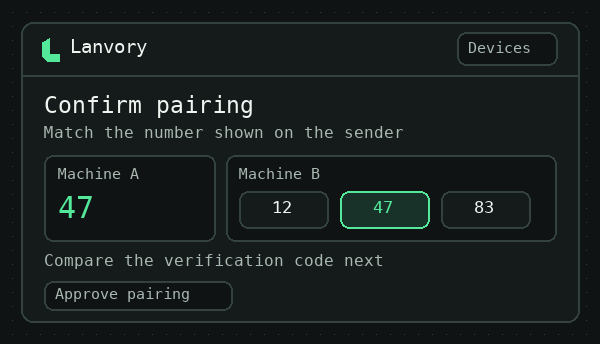 Lanvory
Devices
Confirm pairing
Match the number shown on the sender
Machine A
47
Machine B
12
47
83
Compare the verification code next
Approve pairing